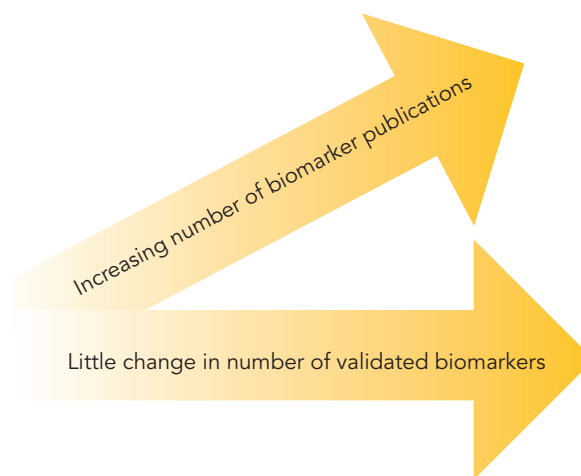 Increasing number of biomarker publications
Little change in number of validated biomarkers